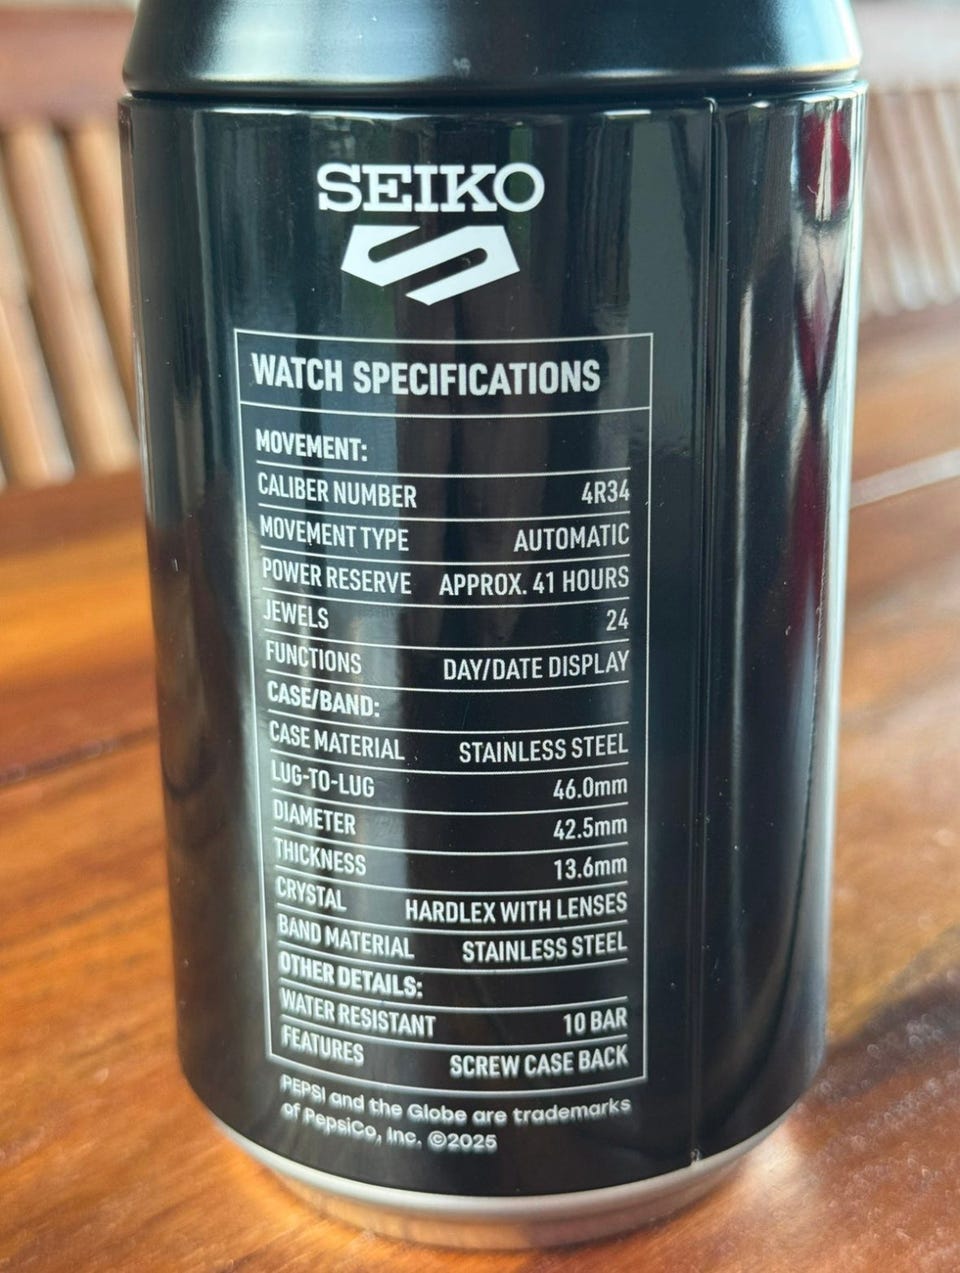 SEIKO
WATCH SPECIFICATIONS
MOVEMENT:
CALIBER NUMBER 4R34
MOVEMENT TYPE AUTOMATIC
POWER RESERVE APPROX. 41 HOURS
JEWELS 24
FUNCTIONS DAY/DATE DISPLAY
CASE/BAND:
CASE MATERIAL STAINLESS STEEL
LUG-TO-LUG 46.0mm
DIAMETER 42.5mm
THICKNESS 13.6mm
CRYSTAL HARDLEX WITH LENSES
BAND MATERIAL STAINLESS STEEL
OTHER DETAILS:
WATER RESISTANT 10 BAR
FEATURES SCREW CASE BACK
PEPSI and the Globe are trademarks
of PepsiCo, Inc. ©2025